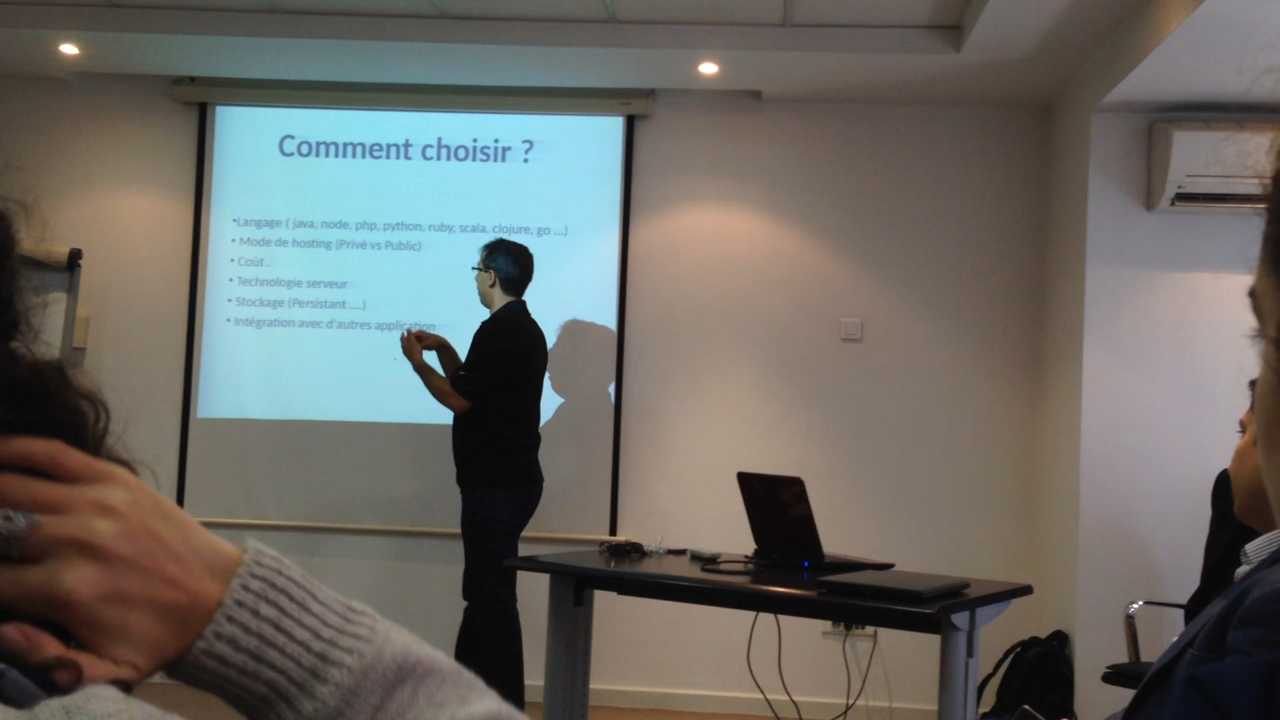 Comment choisir ?
•Langage ( java, node, php, python, ruby, scala, clojure, go ...)
• Mode de hosting (Privé vs Public)
• Coût .
• Technologie serveur
• Stockage (Persistant ....)
• Intégration avec d'autres application